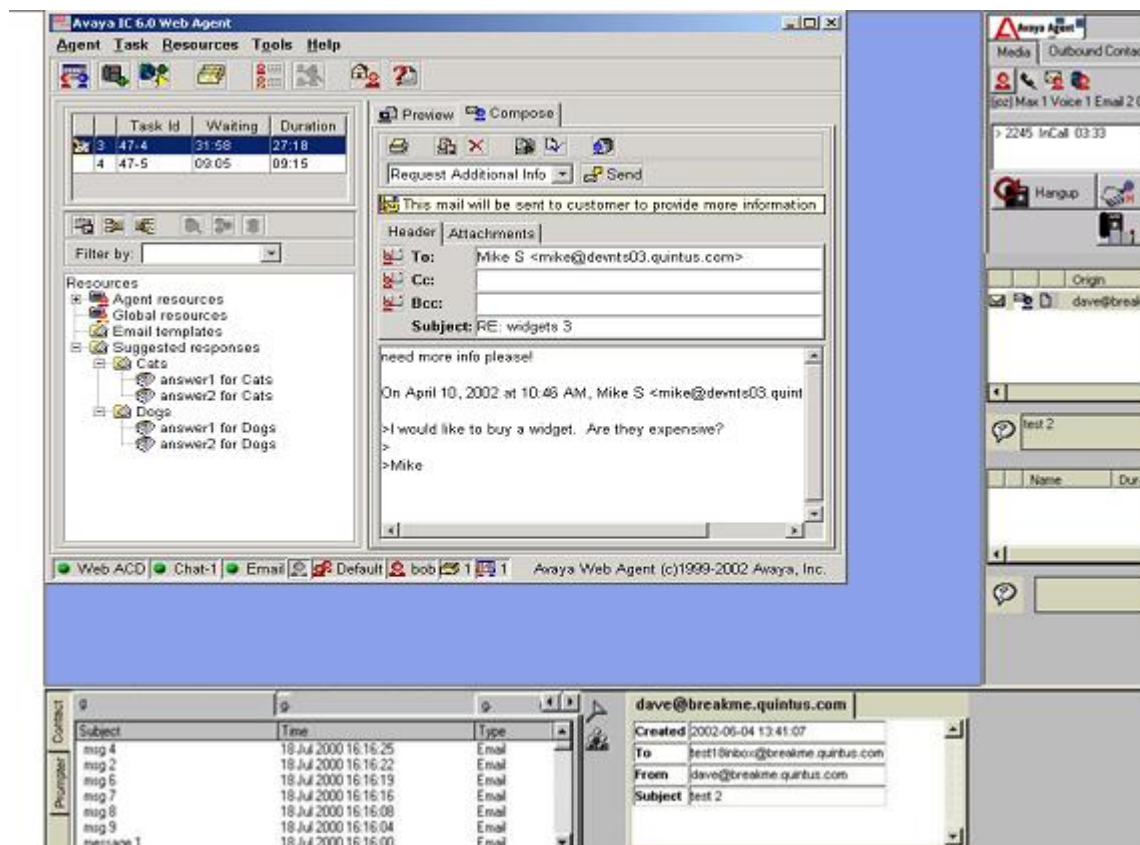 Avaya IC 6.0 Web Agent
Agent Task Resources Tools Help
Task Id Waiting Duration
3 47-4 31:58 27:18
4 47-5 09:05 09:15
Filter by:
Resources
Agent resources
Global resources
Email templates
Suggested responses
Cats
answer1 for Cats
answer2 for Cats
Dogs
answer1 for Dogs
answer2 for Dogs
Preview Compose
Request Additional Info Send
This mail will be sent to customer to provide more information
Header Attachments
To: Mike S <mike@devnts03.quintus.com>
Cc:
Bcc:
Subject: RE: widgets 3
need more info please!
On April 10, 2002 at 10:46 AM, Mike S <mike@devnts03.quint
>I would like to buy a widget. Are they expensive?
>
>Mike
Web ACD Chat-1 Email Default bob 1 1 Avaya Web Agent (c)1999-2002 Avaya, Inc.
Avaya Agent
Media Outbound Contac
(joz) Max 1 Voice 1 Email 2
> 2245 InCall 03:33
Hangup
1
Origin
dave@break
test 2
Name Dur
Contact
Prompter
Subject Time Type
msg 4 18 Jul 2000 16:16:25 Email
msg 2 18 Jul 2000 16:16:22 Email
msg 6 18 Jul 2000 16:16:19 Email
msg 7 18 Jul 2000 16:16:16 Email
msg 8 18 Jul 2000 16:16:08 Email
msg 9 18 Jul 2000 16:16:04 Email
message 1 18 Jul 2000 16:16:00 Email
dave@breakme.quintus.com
Created 2002-06-04 13:41:07
To test18inbox@breakme.quintus.com
From dave@breakme.quintus.com
Subject test 2